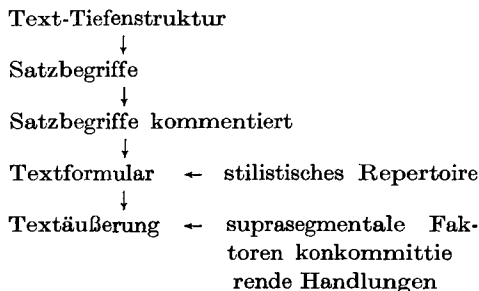 Text-Tiefenstruktur
↓
Satzbegriffe
↓
Satzbegriffe kommentiert
↓
Textformular ← stilistisches Repertoire
↓
Textäußerung ← suprasegmentale Fak-
toren konkommittie
rende Handlungen